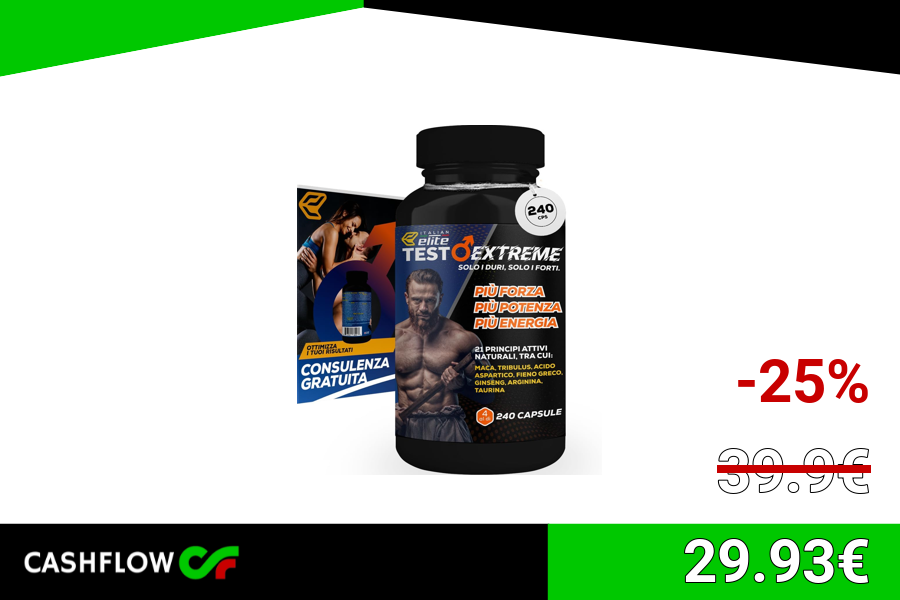 ITALIAN
elite
TESTOEXTREME
SOLO I DURI, SOLO I FORTI.
PIÙ FORZA
PIÙ POTENZA
PIÙ ENERGIA
21 PRINCIPI ATTIVI
NATURALI, TRA CUI:
MACA, TRIBULUS, ACIDO
ASPARTICO, FIENO GRECO,
GINSENG, ARGININA,
TAURINA
240 CAPSULE
240
CPS
OTTIMIZZA
I TUOI RISULTATI
CONSULENZA
GRATUITA
-25%
39.9€
CASHFLOW
29.93€